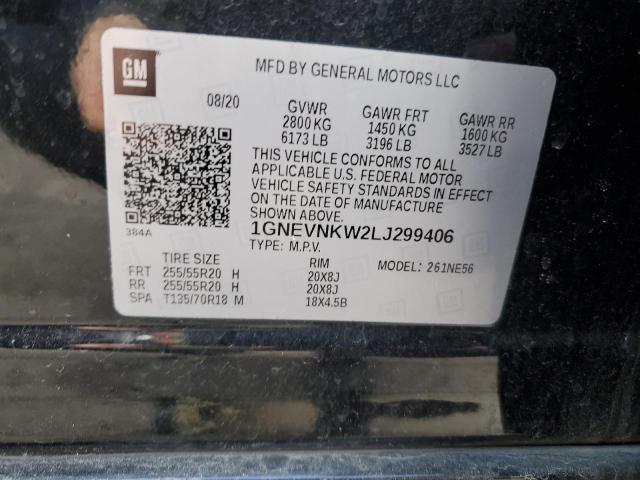 GM
MFD BY GENERAL MOTORS LLC
08/20 GVWR GAWR FRT GAWR RR
2800 KG 1450 KG 1600 KG
6173 LB 3196 LB 3527 LB
THIS VEHICLE CONFORMS TO ALL
APPLICABLE U.S. FEDERAL MOTOR
VEHICLE SAFETY STANDARDS IN EFFECT
ON THE DATE OF MANUFACTURE
SHOWN ABOVE.
384A
1GNEVNKW2LJ299406
TYPE: M.P.V. MODEL: 261NE56
TIRE SIZE RIM
FRT 255/55R20 H 20X8J
RR 255/55R20 H 20X8J
SPA T135/70R18 M 18X4.5B